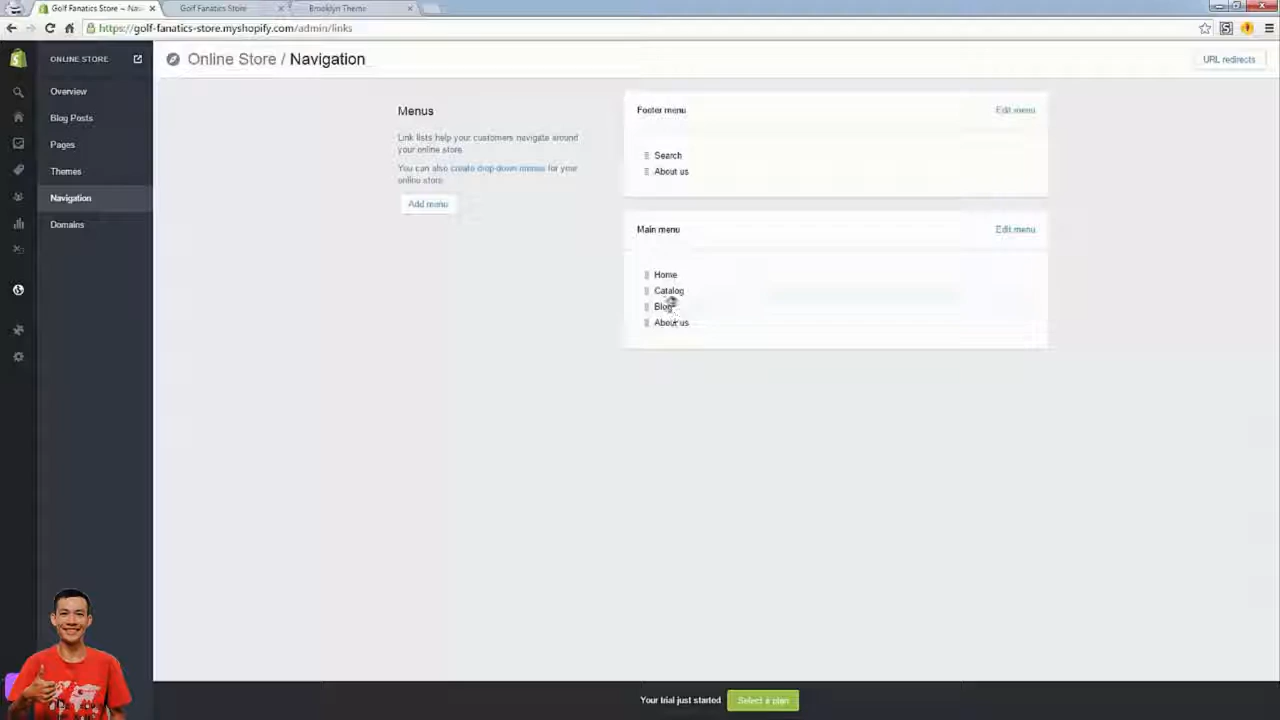 Golf Fanatics Store ~ Nav
Golf Fanatics Store
Brooklyn Theme
https://golf-fanatics-store.myshopify.com/admin/links
ONLINE STORE
Overview
Blog Posts
Pages
Themes
Navigation
Domains
Online Store / Navigation
URL redirects
Menus
Link lists help your customers navigate around
your online store.
You can also create drop-down menus for your
online store.
Add menu
Footer menu
Edit menu
Search
About us
Main menu
Edit menu
Home
Catalog
Blog
About us
Your trial just started
Select a plan